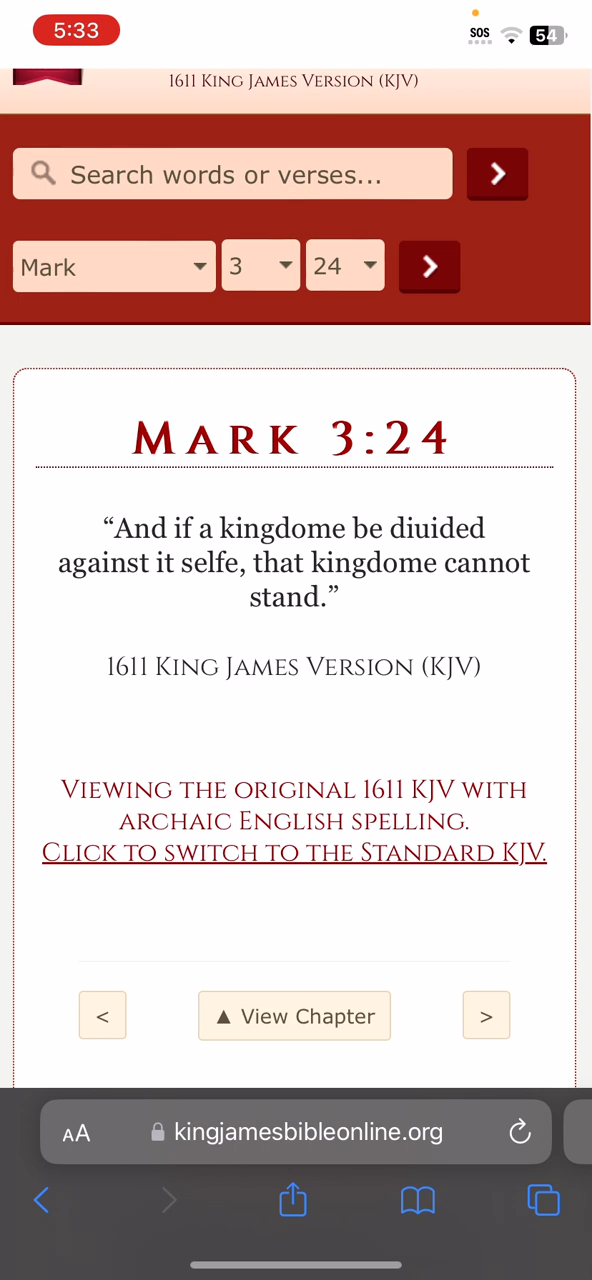 5:33
SOS
54
1611 King James Version (KJV)
Search words or verses...
Mark
3
24
Mark 3:24
“And if a kingdome be diuided
against it selfe, that kingdome cannot
stand.”
1611 King James Version (KJV)
Viewing the original 1611 KJV with
archaic English spelling.
Click to switch to the Standard KJV.
<
▲ View Chapter
>
AA
kingjamesbibleonline.org